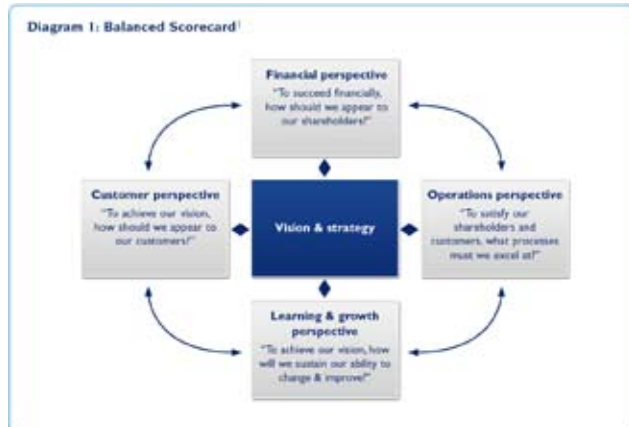 Diagram 1: Balanced Scorecard¹
Financial perspective
"To succeed financially,
how should we appear to
our shareholders?"
Customer perspective
"To achieve our vision,
how should we appear to
our customers?"
Vision & strategy
Operations perspective
"To satisfy our
shareholders and
customers, what processes
must we excel at?"
Learning & growth
perspective
"To achieve our vision, how
will we sustain our ability to
change & improve?"